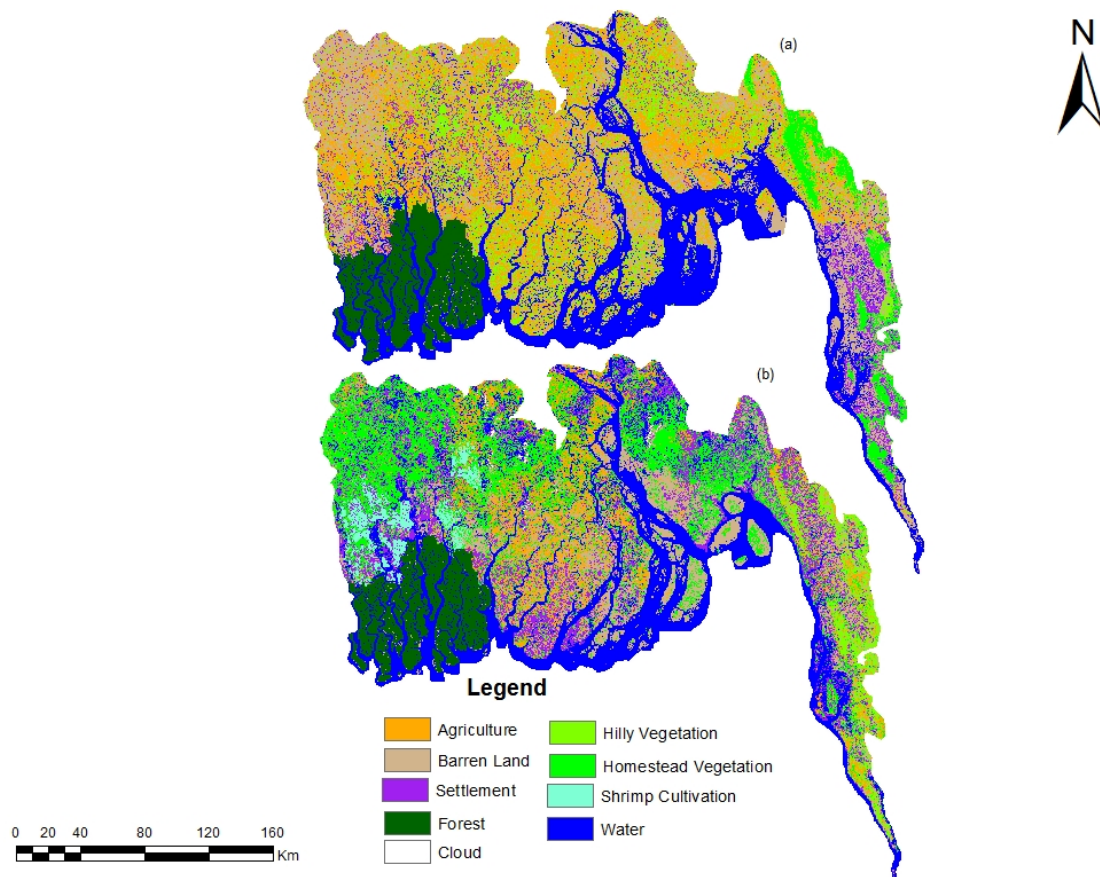 N
(a)
(b)
Legend
Agriculture
Hilly Vegetation
Barren Land
Homestead Vegetation
Settlement
Shrimp Cultivation
Forest
Water
Cloud
0 20 40 80 120 160
Km